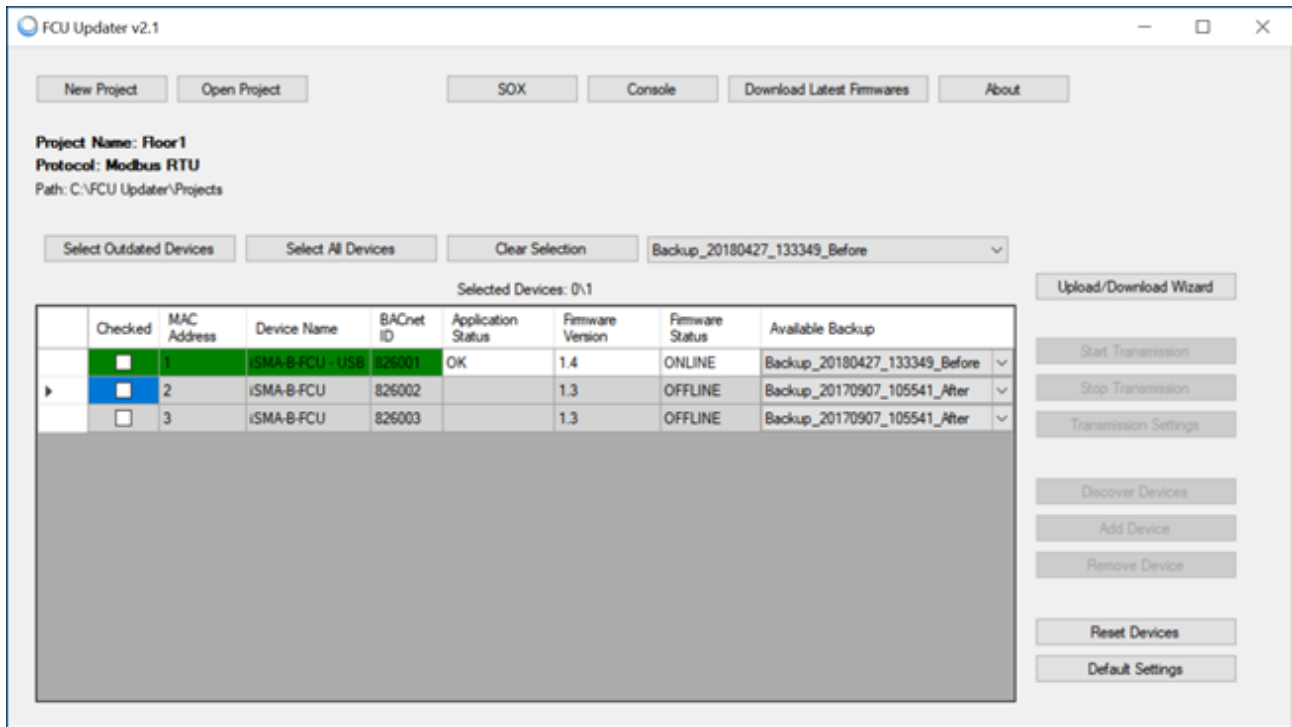 FCU Updater v2.1
New Project Open Project SOX Console Download Latest Firmwares About
Project Name: Floor1
Protocol: Modbus RTU
Path: C:\FCU Updater\Projects
Select Outdated Devices Select All Devices Clear Selection Backup_20180427_133349_Before
Selected Devices: 0\1
Upload/Download Wizard
Checked MAC Address Device Name BACnet ID Application Status Firmware Version Firmware Status Available Backup
1 iSMA-B-FCU - USB 826001 OK 1.4 ONLINE Backup_20180427_133349_Before
2 iSMA-B-FCU 826002 1.3 OFFLINE Backup_20170907_105541_After
3 iSMA-B-FCU 826003 1.3 OFFLINE Backup_20170907_105541_After
Start Transmission
Stop Transmission
Transmission Settings
Discover Devices
Add Device
Remove Device
Reset Devices
Default Settings